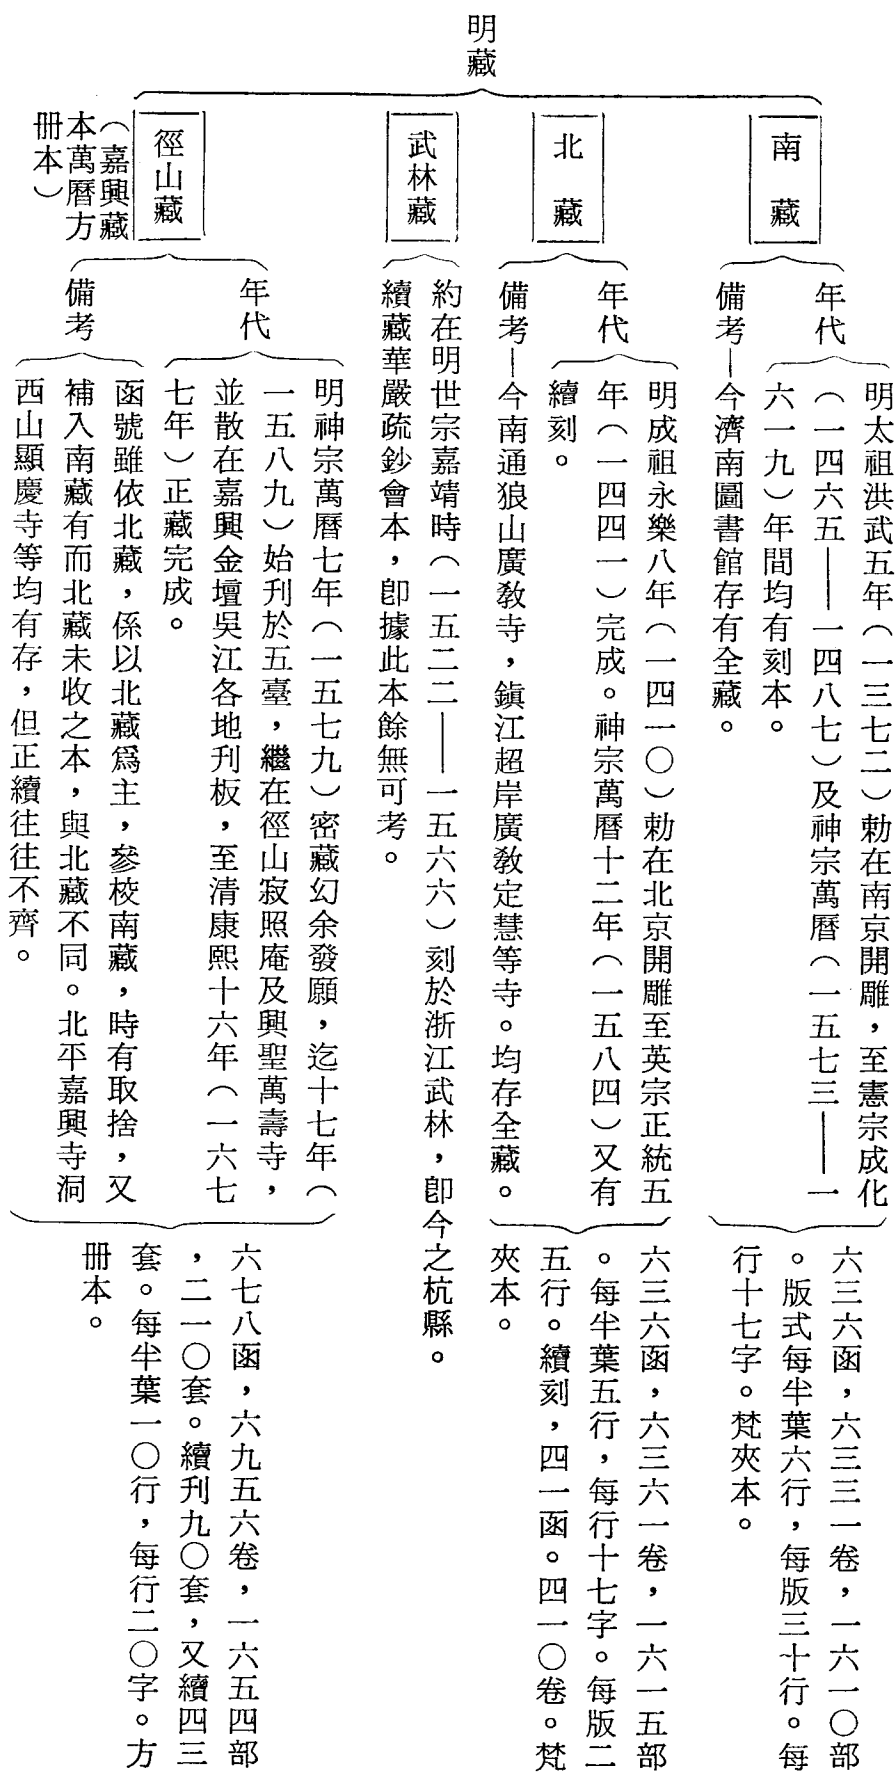 明藏
南藏
年代
明太祖洪武五年（一三七二）勅在南京開雕，至憲宗成化
（一四六五——一四八七）及神宗萬曆（一五七三——一
六一九）年間均有刻本。
備考—今濟南圖書館存有全藏。
六三六函，六三三一卷，一六一〇部
。版式每半葉六行，每版三十行。每
行十七字。梵夾本。
北藏
年代
明成祖永樂八年（一四一〇）勅在北京開雕至英宗正統五
年（一四四一）完成。神宗萬曆十二年（一五八四）又有
續刻。
備考—今南通狼山廣教寺，鎮江超岸廣教定慧等寺。均存全藏。
六三六函，六三六一卷，一六一五部
。每半葉五行，每行十七字。每版二
五行。續刻，四一函。四一〇卷。梵
夾本。
武林藏
約在明世宗嘉靖時（一五二二——一五六六）刻於浙江武林，卽今之杭縣。
續藏華嚴疏鈔會本，卽據此本餘無可考。
徑山藏
（嘉興藏
本萬曆方
冊本）
年代
明神宗萬曆七年（一五七九）密藏幻余發願，迄十七年（
一五八九）始刊於五臺，繼在徑山寂照庵及興聖萬壽寺，
並散在嘉興金壇吳江各地刊板，至清康熙十六年（一六七
七年）正藏完成。
備考
函號雖依北藏，係以北藏爲主，參校南藏，時有取捨，又
補入南藏有而北藏未收之本，與北藏不同。北平嘉興寺洞
西山顯慶寺等均有存，但正續往往不齊。
六七八函，六九五六卷，一六五四部
，二一〇套。續刊九〇套，又續四三
套。每半葉一〇行，每行二〇字。方
冊本。